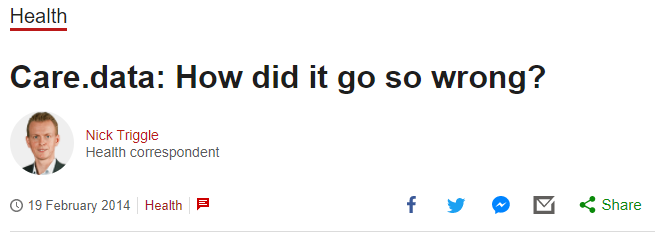 Health
Care.data: How did it go so wrong?
Nick Triggle
Health correspondent
19 February 2014 Health Share